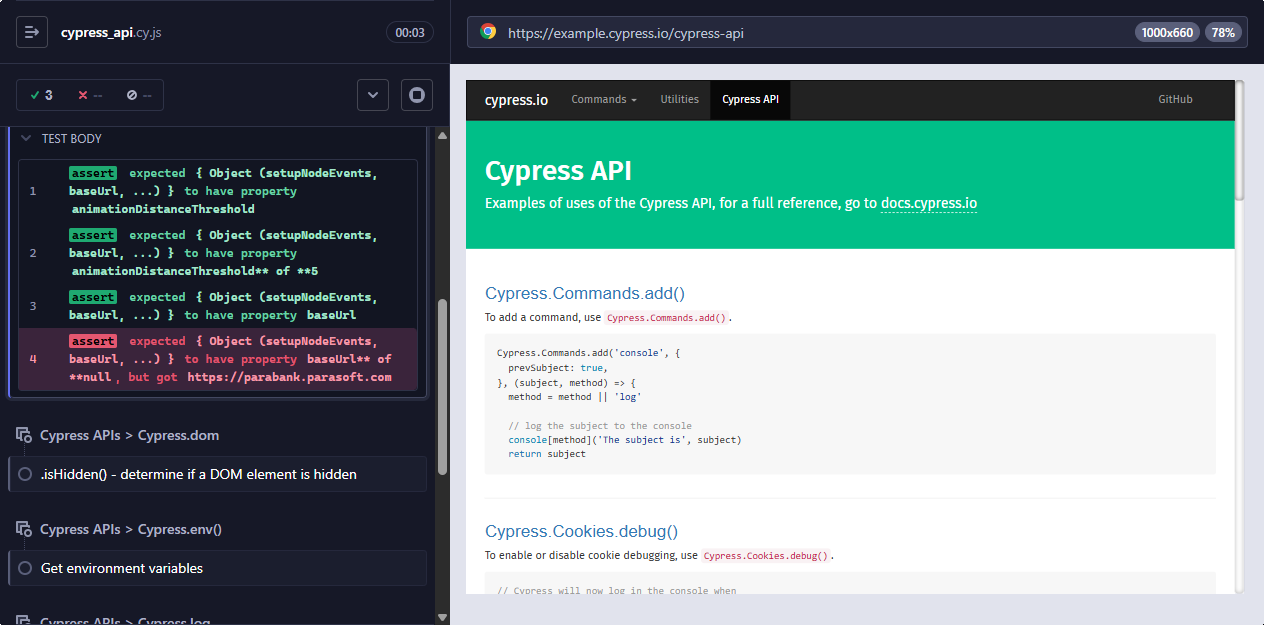 cypress_api.cy.js
00:03
3 -- --
TEST BODY
1
assert expected { Object (setupNodeEvents,
baseUrl, ...) } to have property
animationDistanceThreshold
2
assert expected { Object (setupNodeEvents,
baseUrl, ...) } to have property
animationDistanceThreshold** of **5
3
assert expected { Object (setupNodeEvents,
baseUrl, ...) } to have property baseUrl
4
assert expected { Object (setupNodeEvents,
baseUrl, ...) } to have property baseUrl** of
**null, but got https://parabank.parasoft.com
Cypress APIs > Cypress.dom
.isHidden() - determine if a DOM element is hidden
Cypress APIs > Cypress.env()
Get environment variables
Cypress APIs > Cypress.log
https://example.cypress.io/cypress-api
1000x660 78%
cypress.io Commands Utilities Cypress API GitHub
Cypress API
Examples of uses of the Cypress API, for a full reference, go to docs.cypress.io
Cypress.Commands.add()
To add a command, use Cypress.Commands.add().
Cypress.Commands.add('console', {
prevSubject: true,
}, (subject, method) => {
method = method || 'log'
// log the subject to the console
console[method]('The subject is', subject)
return subject
Cypress.Cookies.debug()
To enable or disable cookie debugging, use Cypress.Cookies.debug().
// Cypress will now log in the console when